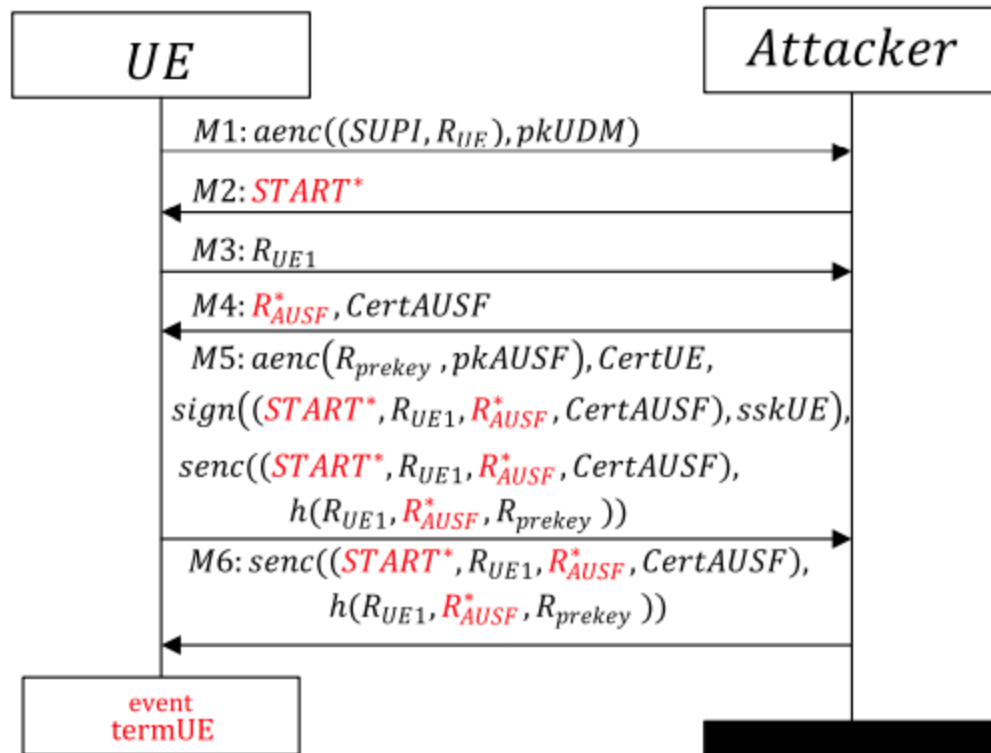 UE
Attacker
M1: aenc((SUPI, R_UE), pkUDM)
M2: START*
M3: R_UE1
M4: R*_AUSF, CertAUSF
M5: aenc(R_prekey, pkAUSF), CertUE,
sign((START*, R_UE1, R*_AUSF, CertAUSF), sskUE),
senc((START*, R_UE1, R*_AUSF, CertAUSF),
h(R_UE1, R*_AUSF, R_prekey))
M6: senc((START*, R_UE1, R*_AUSF, CertAUSF),
h(R_UE1, R*_AUSF, R_prekey))
event
termUE